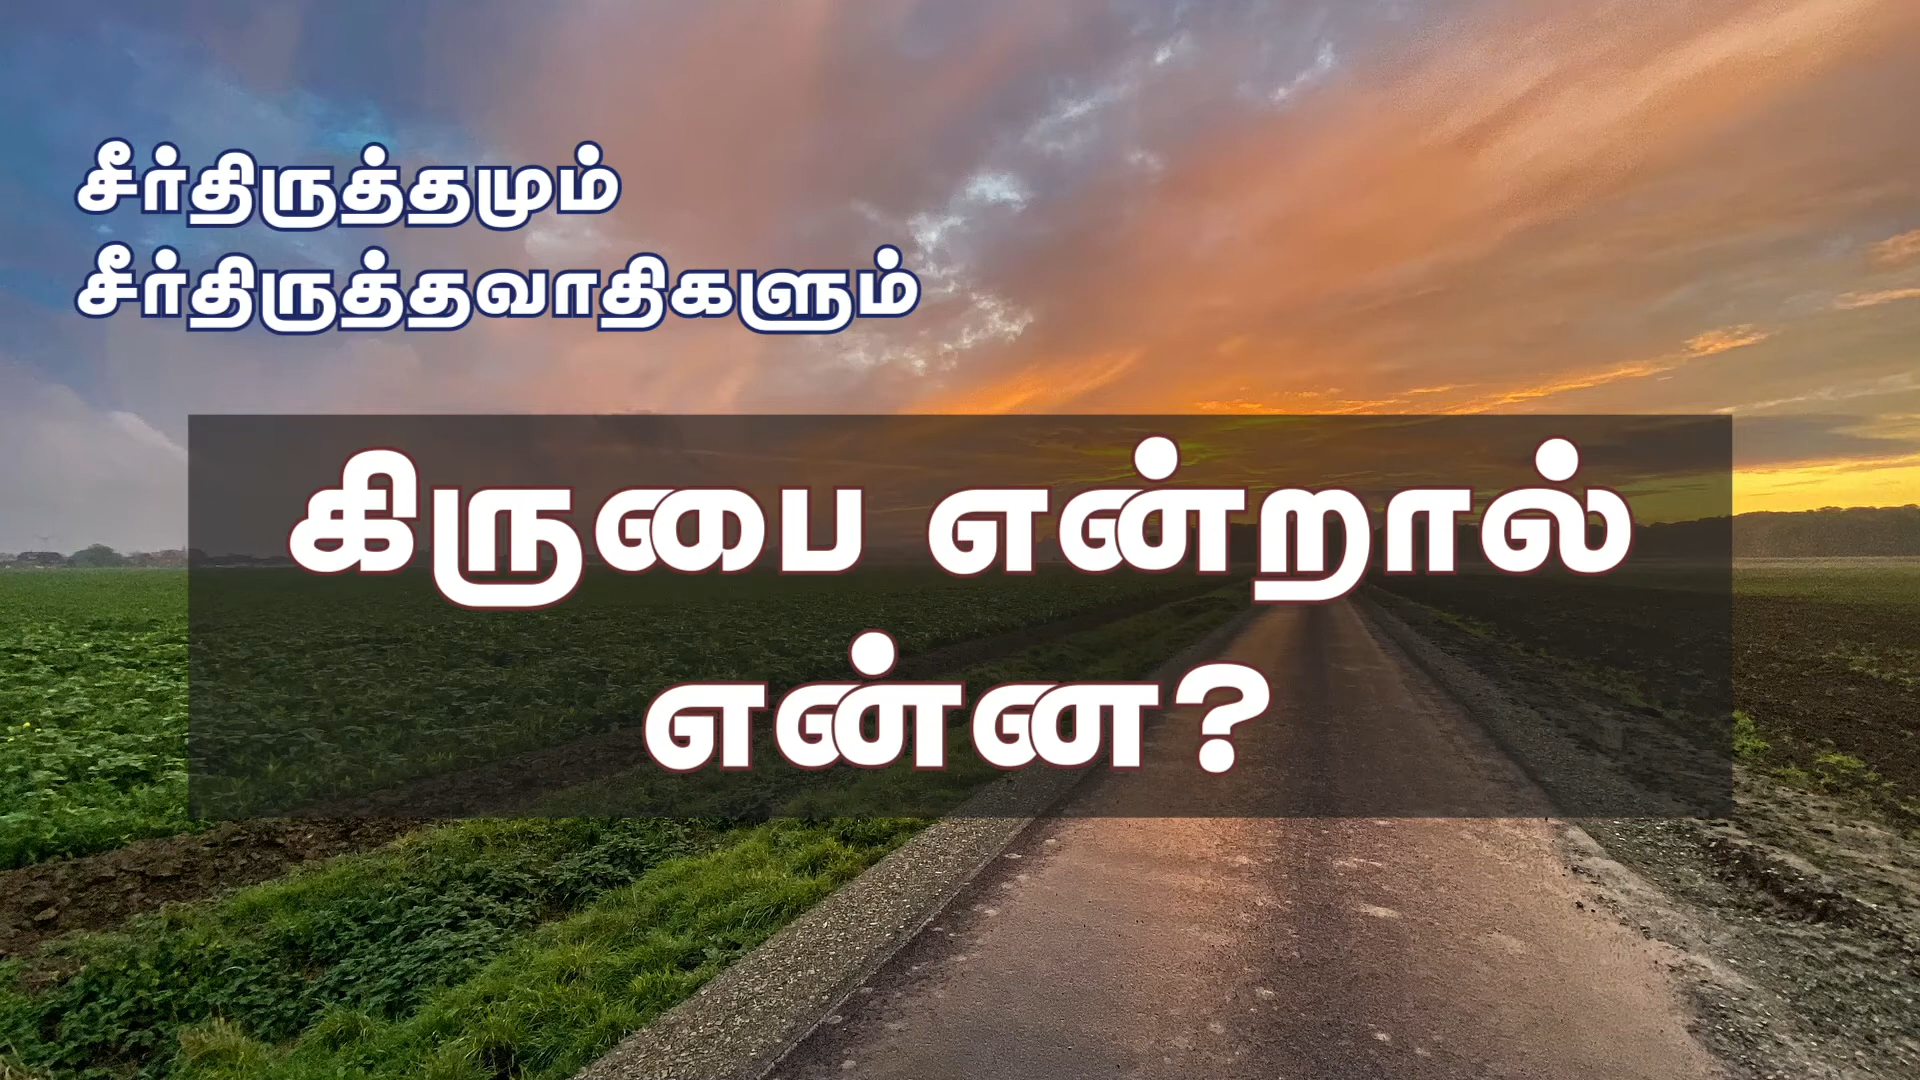 சீர்திருத்தமும்
சீர்திருத்தவாதிகளும்
கிருபை என்றால்
என்ன?